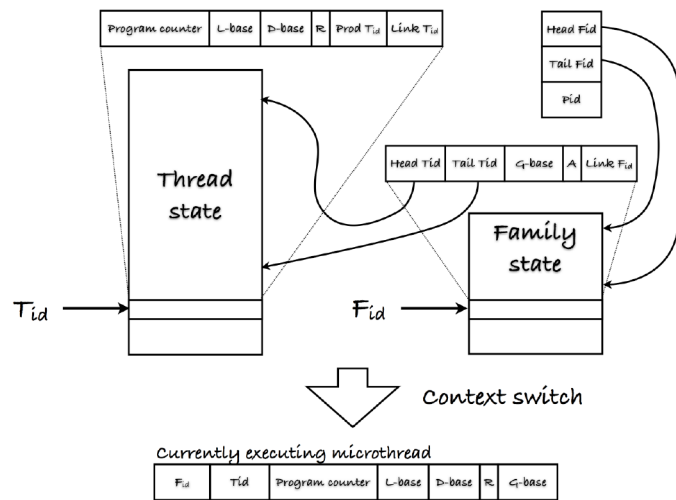 Program counter L-base D-base R Prod Tid Link Tid
Head Fid
Tail Fid
Pid
Head Tid Tail Tid G-base A Link Fid
Thread
state
Family
state
Tid
Fid
Context switch
Currently executing microthread
Fid Tid Program counter L-base D-base R G-base